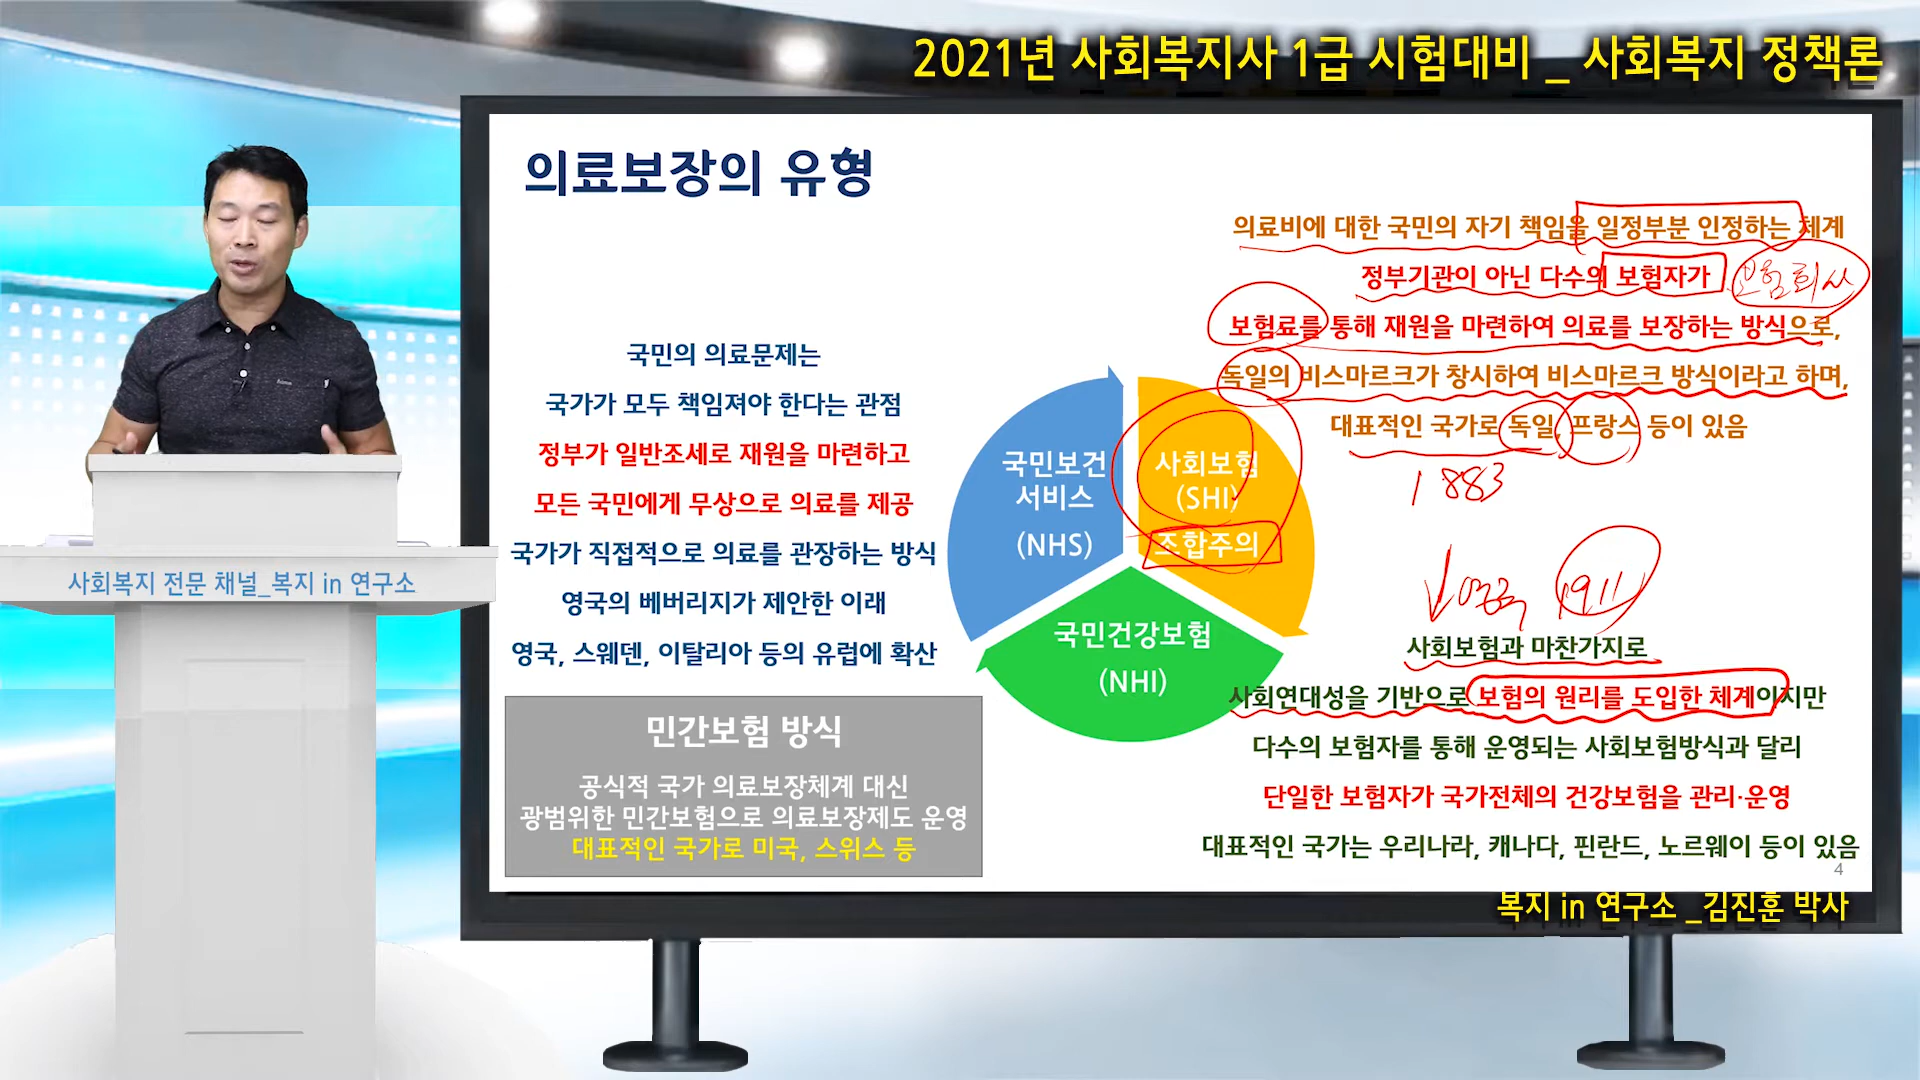 2021년 사회복지사 1급 시험대비 _ 사회복지 정책론
의료보장의 유형
의료비에 대한 국민의 자기 책임을 일정부분 인정하는 체계
정부기관이 아닌 다수의 보험자가
보험회사
보험료를 통해 재원을 마련하여 의료를 보장하는 방식으로,
독일의 비스마르크가 창시하여 비스마르크 방식이라고 하며,
대표적인 국가로 독일, 프랑스 등이 있음
1883
국민의 의료문제는
국가가 모두 책임져야 한다는 관점
정부가 일반조세로 재원을 마련하고
모든 국민에게 무상으로 의료를 제공
국가가 직접적으로 의료를 관장하는 방식
영국의 베버리지가 제안한 이래
영국, 스웨덴, 이탈리아 등의 유럽에 확산
국민보건
서비스
(NHS)
사회보험
(SHI)
조합주의
국민건강보험
(NHI)
영국 1911
사회보험과 마찬가지로
사회연대성을 기반으로 보험의 원리를 도입한 체계이지만
다수의 보험자를 통해 운영되는 사회보험방식과 달리
단일한 보험자가 국가전체의 건강보험을 관리·운영
대표적인 국가는 우리나라, 캐나다, 핀란드, 노르웨이 등이 있음
4
민간보험 방식
공식적 국가 의료보장체계 대신
광범위한 민간보험으로 의료보장제도 운영
대표적인 국가로 미국, 스위스 등
사회복지 전문 채널_복지 in 연구소
복지 in 연구소 _김진훈 박사